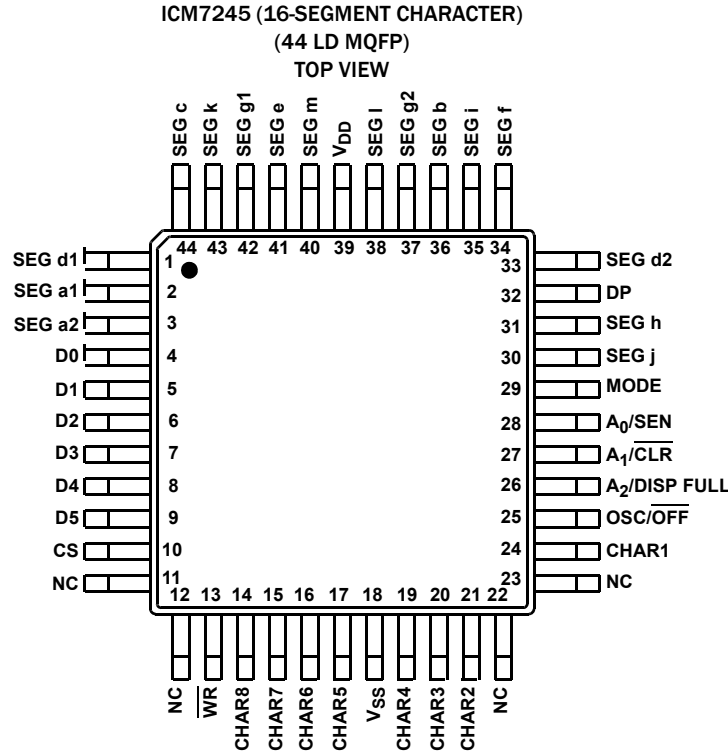 ICM7245 (16-SEGMENT CHARACTER)
(44 LD MQFP)
TOP VIEW
SEG c
SEG k
SEG g1
SEG e
SEG m
VDD
SEG l
SEG g2
SEG b
SEG i
SEG f
44 43 42 41 40 39 38 37 36 35 34
SEG d1 1
SEG a1 2
SEG a2 3
D0 4
D1 5
D2 6
D3 7
D4 8
D5 9
CS 10
NC 11
33 SEG d2
32 DP
31 SEG h
30 SEG j
29 MODE
28 A0/SEN
27 A1/CLR
26 A2/DISP FULL
25 OSC/OFF
24 CHAR1
23 NC
12 13 14 15 16 17 18 19 20 21 22
NC
WR
CHAR8
CHAR7
CHAR6
CHAR5
VSS
CHAR4
CHAR3
CHAR2
NC